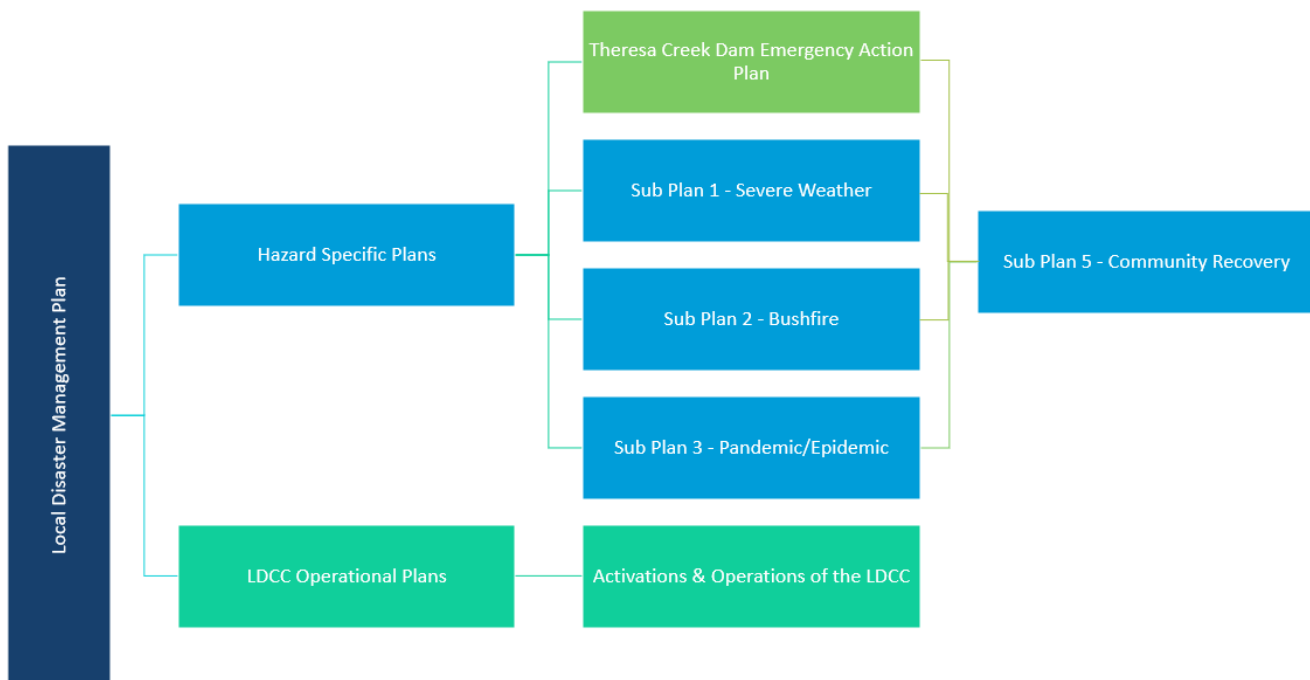 Local Disaster Management Plan
Hazard Specific Plans
LDCC Operational Plans
Theresa Creek Dam Emergency Action
Plan
Sub Plan 1 - Severe Weather
Sub Plan 2 - Bushfire
Sub Plan 3 - Pandemic/Epidemic
Activations & Operations of the LDCC
Sub Plan 5 - Community Recovery